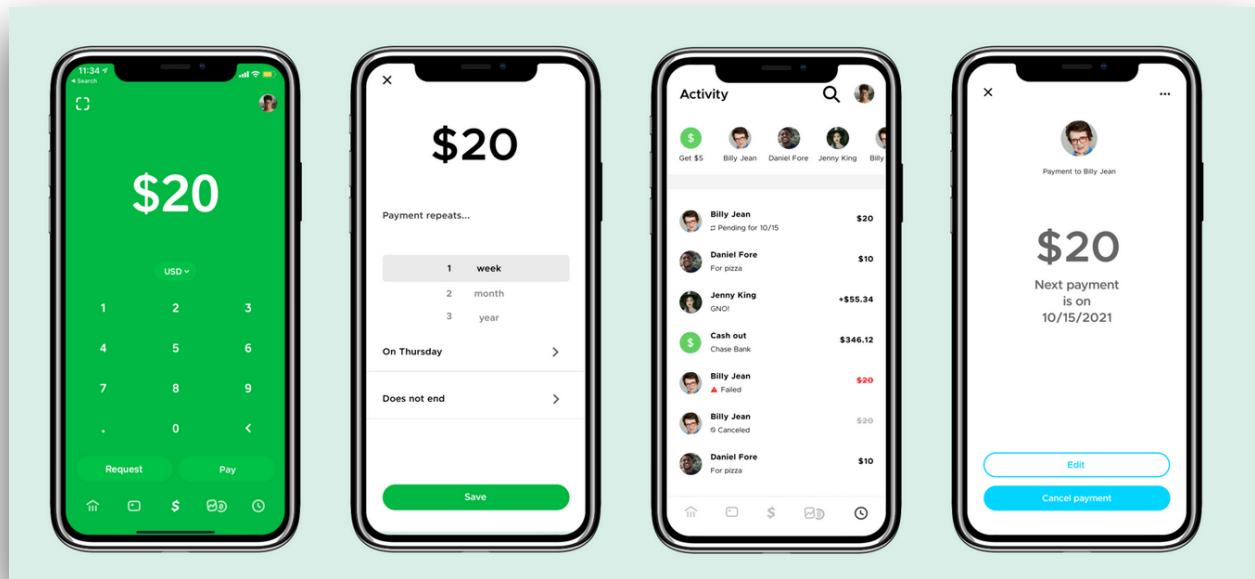 11:34
Search
$20
USD
1 2 3
4 5 6
7 8 9
. 0 <
Request Pay
$
$20
Payment repeats...
1 week
2 month
3 year
On Thursday
Does not end
Save
Activity
$
Get $5 Billy Jean Daniel Fore Jenny King Billy
Billy Jean $20
Pending for 10/15
Daniel Fore $10
For pizza
Jenny King +$55.34
GNO!
$ Cash out $346.12
Chase Bank
Billy Jean $20
Failed
Billy Jean $20
Canceled
Daniel Fore $10
For pizza
$
Payment to Billy Jean
$20
Next payment
is on
10/15/2021
Edit
Cancel payment